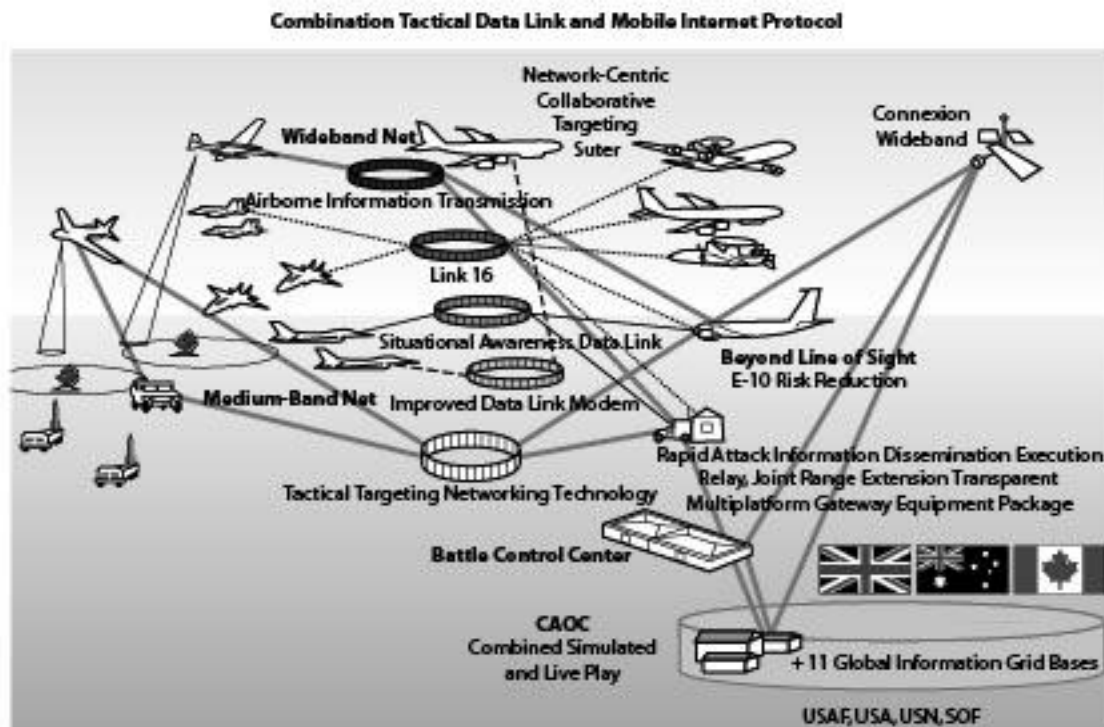 Combination Tactical Data Link and Mobile Internet Protocol
Network-Centric
Collaborative
Targeting
Suter
Connexion
Wideband
Wideband Net
Airborne Information Transmission
Link 16
Situational Awareness Data Link
Beyond Line of Sight
E-10 Risk Reduction
Medium-Band Net
Improved Data Link Modem
Rapid Attack Information Dissemination Execution
Relay, Joint Range Extension Transparent
Multiplatform Gateway Equipment Package
Tactical Targeting Networking Technology
Battle Control Center
CAOC
Combined Simulated
and Live Play
+ 11 Global Information Grid Bases
USAF, USA, USN, SOF